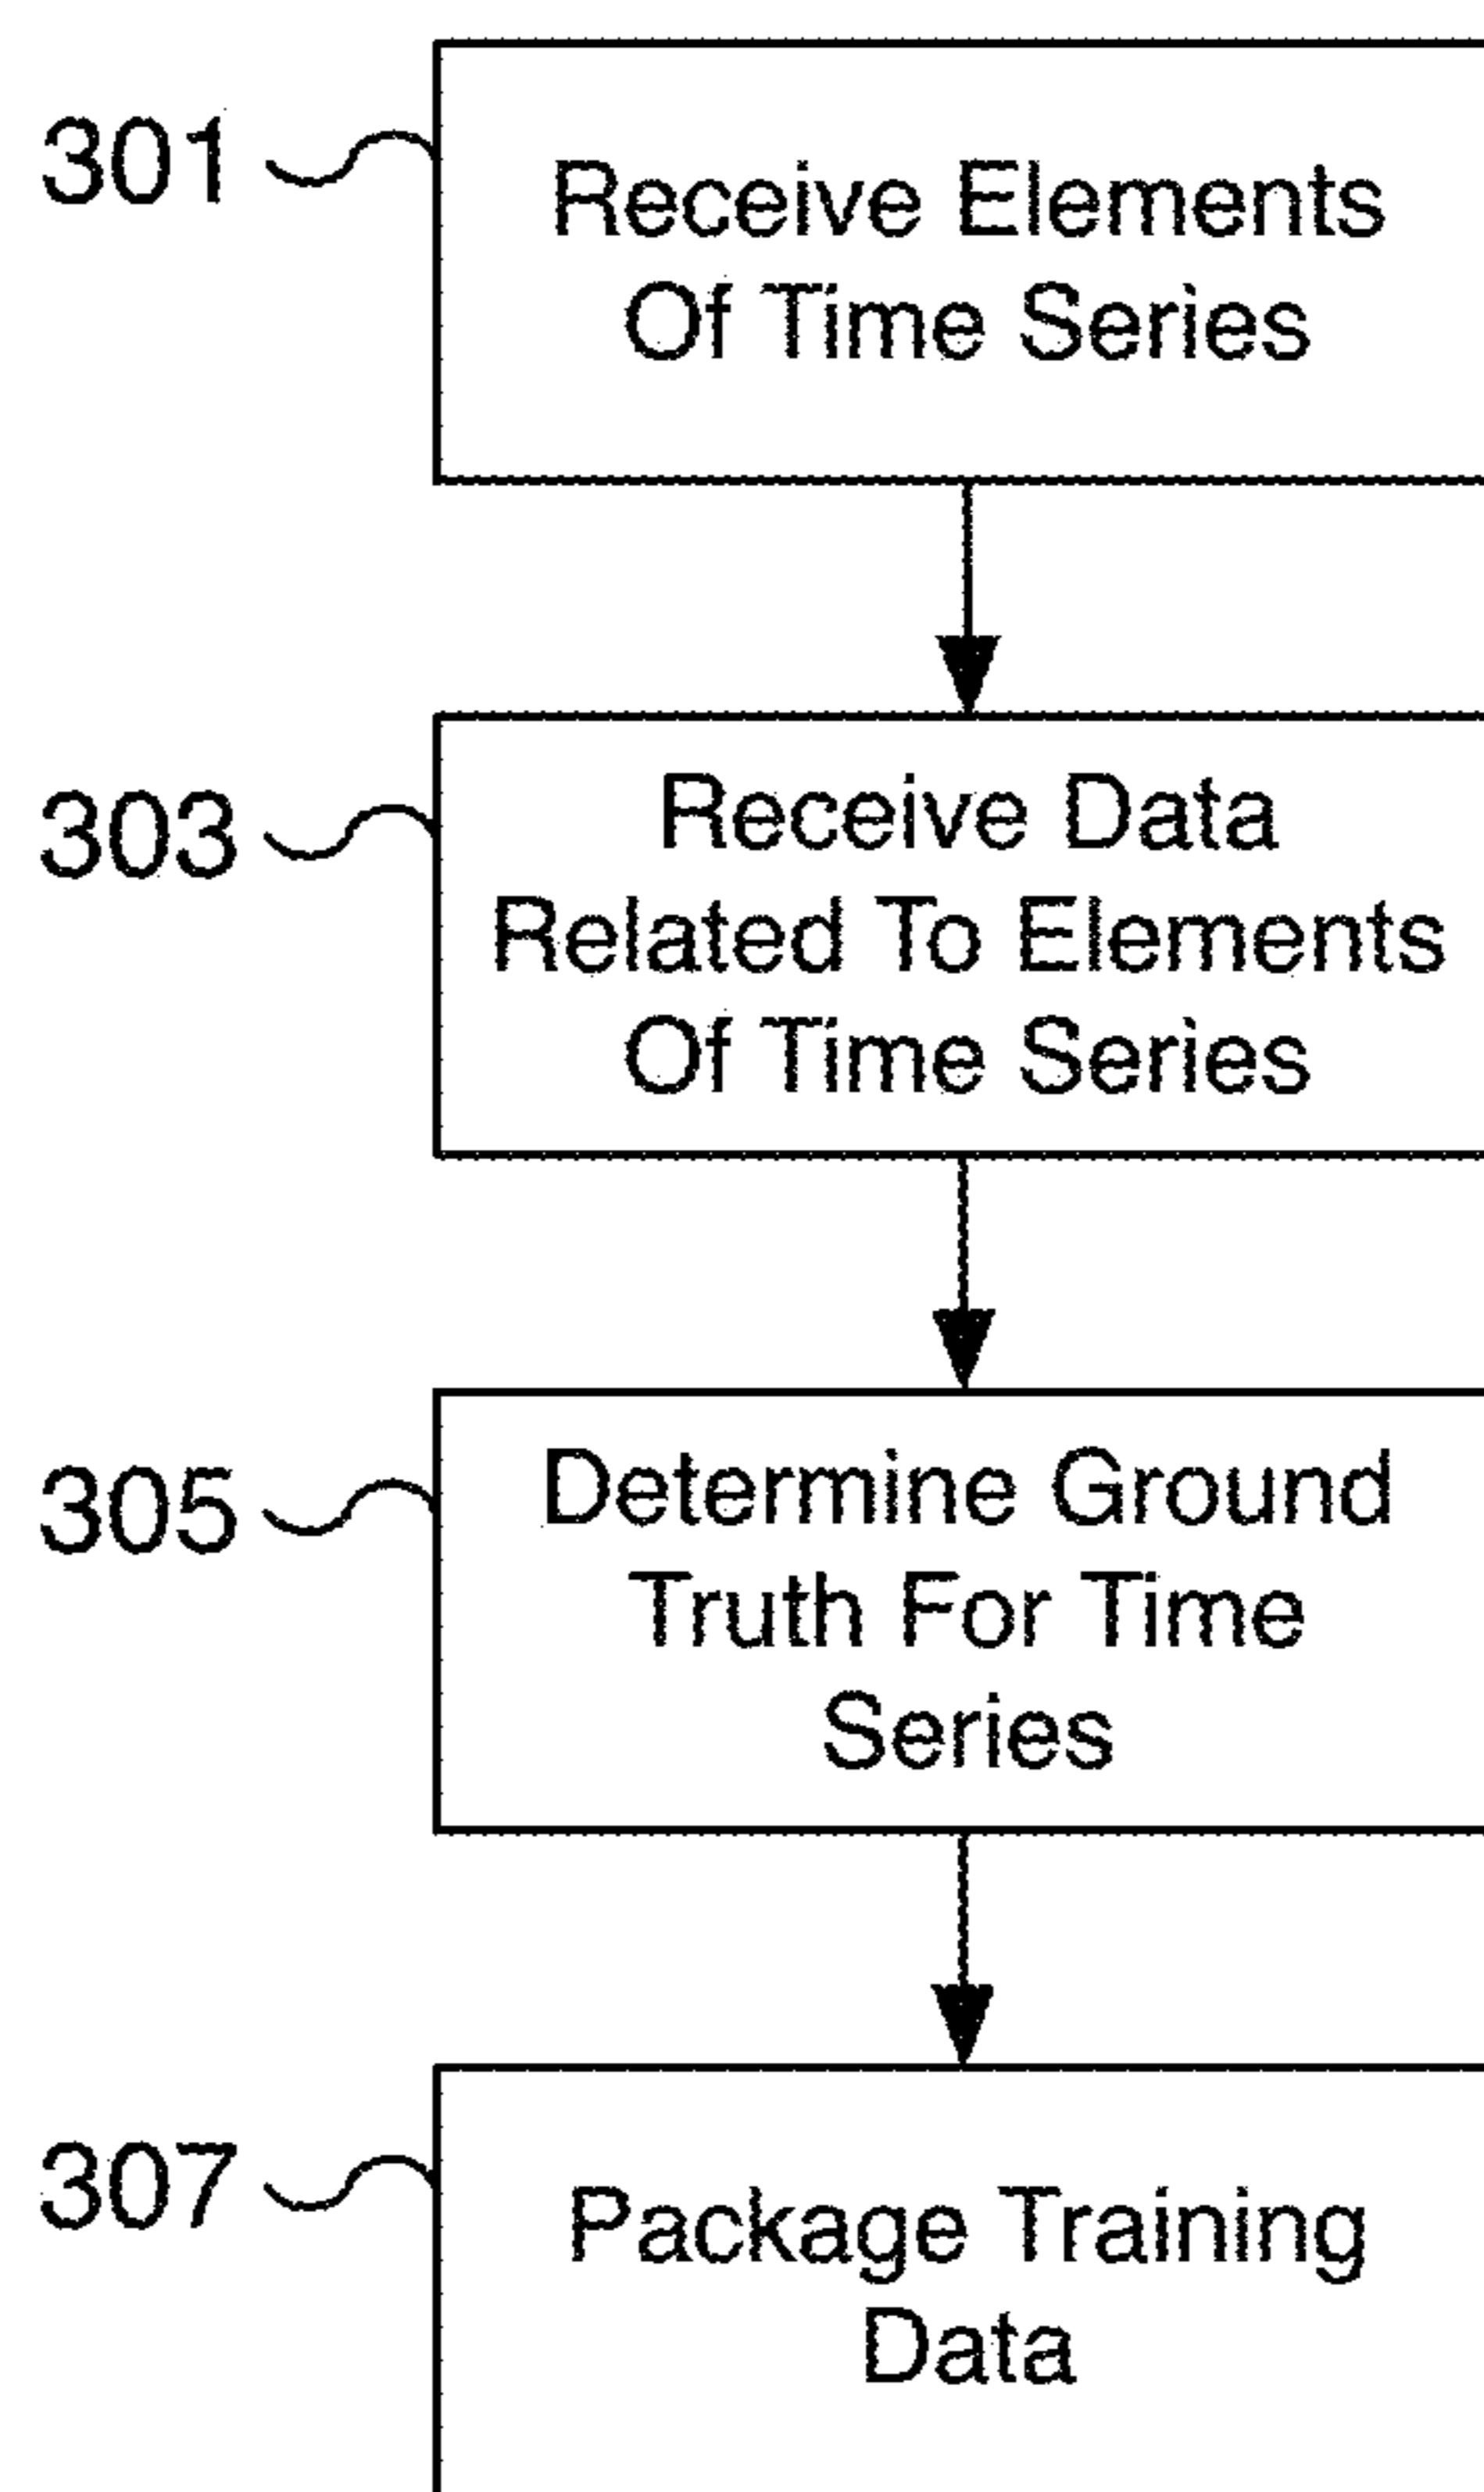 301
Receive Elements
Of Time Series
303
Receive Data
Related To Elements
Of Time Series
305
Determine Ground
Truth For Time
Series
307
Package Training
Data